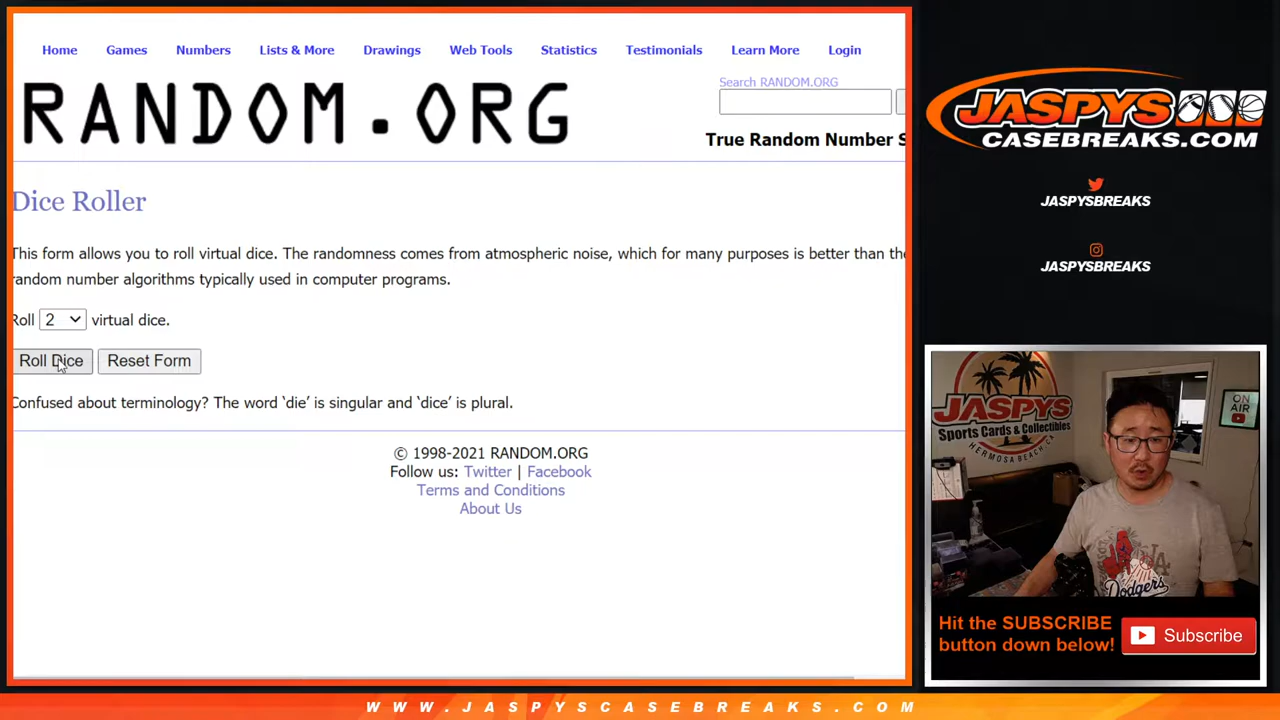 Home Games Numbers Lists & More Drawings Web Tools Statistics Testimonials Learn More Login
RANDOM.ORG
Search RANDOM.ORG
True Random Number S
Dice Roller
This form allows you to roll virtual dice. The randomness comes from atmospheric noise, which for many purposes is better than the
random number algorithms typically used in computer programs.
Roll 2 virtual dice.
Roll Dice Reset Form
Confused about terminology? The word ‘die’ is singular and ‘dice’ is plural.
© 1998-2021 RANDOM.ORG
Follow us: Twitter | Facebook
Terms and Conditions
About Us
JASPYS
CASEBREAKS.COM
JASPYSBREAKS
JASPYSBREAKS
JASPYS
Sports Cards & Collectibles
HERMOSA BEACH, CA
ON
AIR
Dodgers
Hit the SUBSCRIBE
button down below!
Subscribe
WWW.JASPYSCASEBREAKS.COM